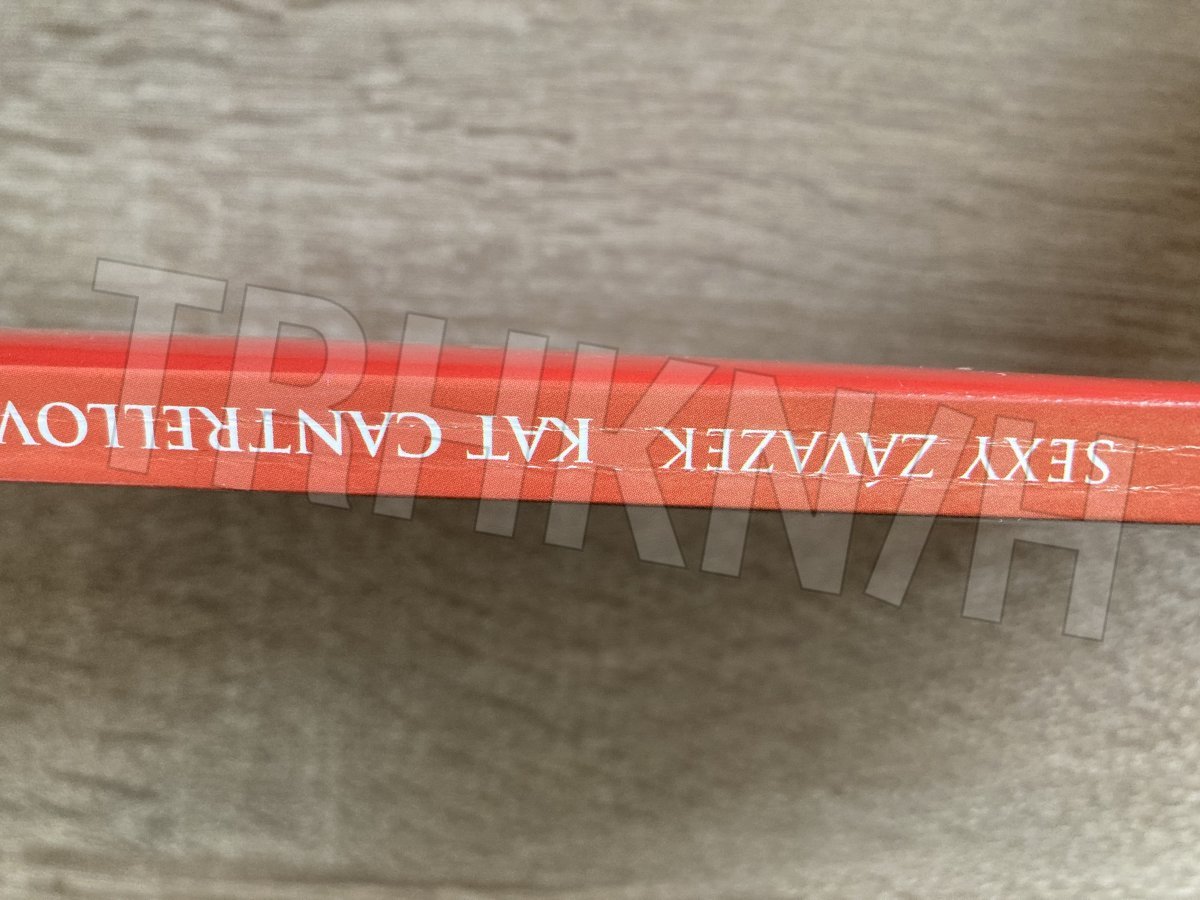 SEXY ZÁVAZEK KAT CANTRELLOV
TRHKNIH